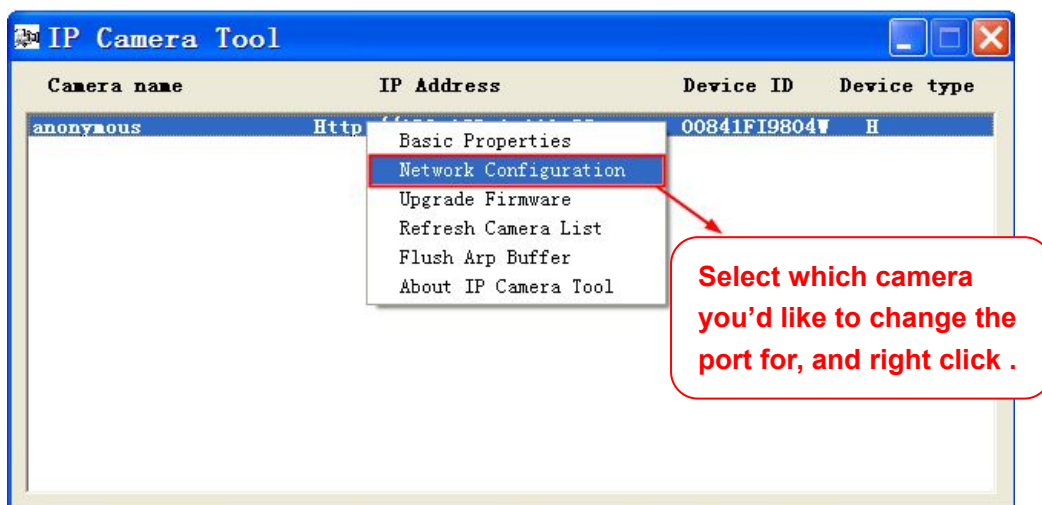 IP Camera Tool
Camera name IP Address Device ID Device type
anonymous Http 00841FI9804W H
Basic Properties
Network Configuration
Upgrade Firmware
Refresh Camera List
Flush Arp Buffer
About IP Camera Tool
Select which camera
you’d like to change the
port for, and right click .